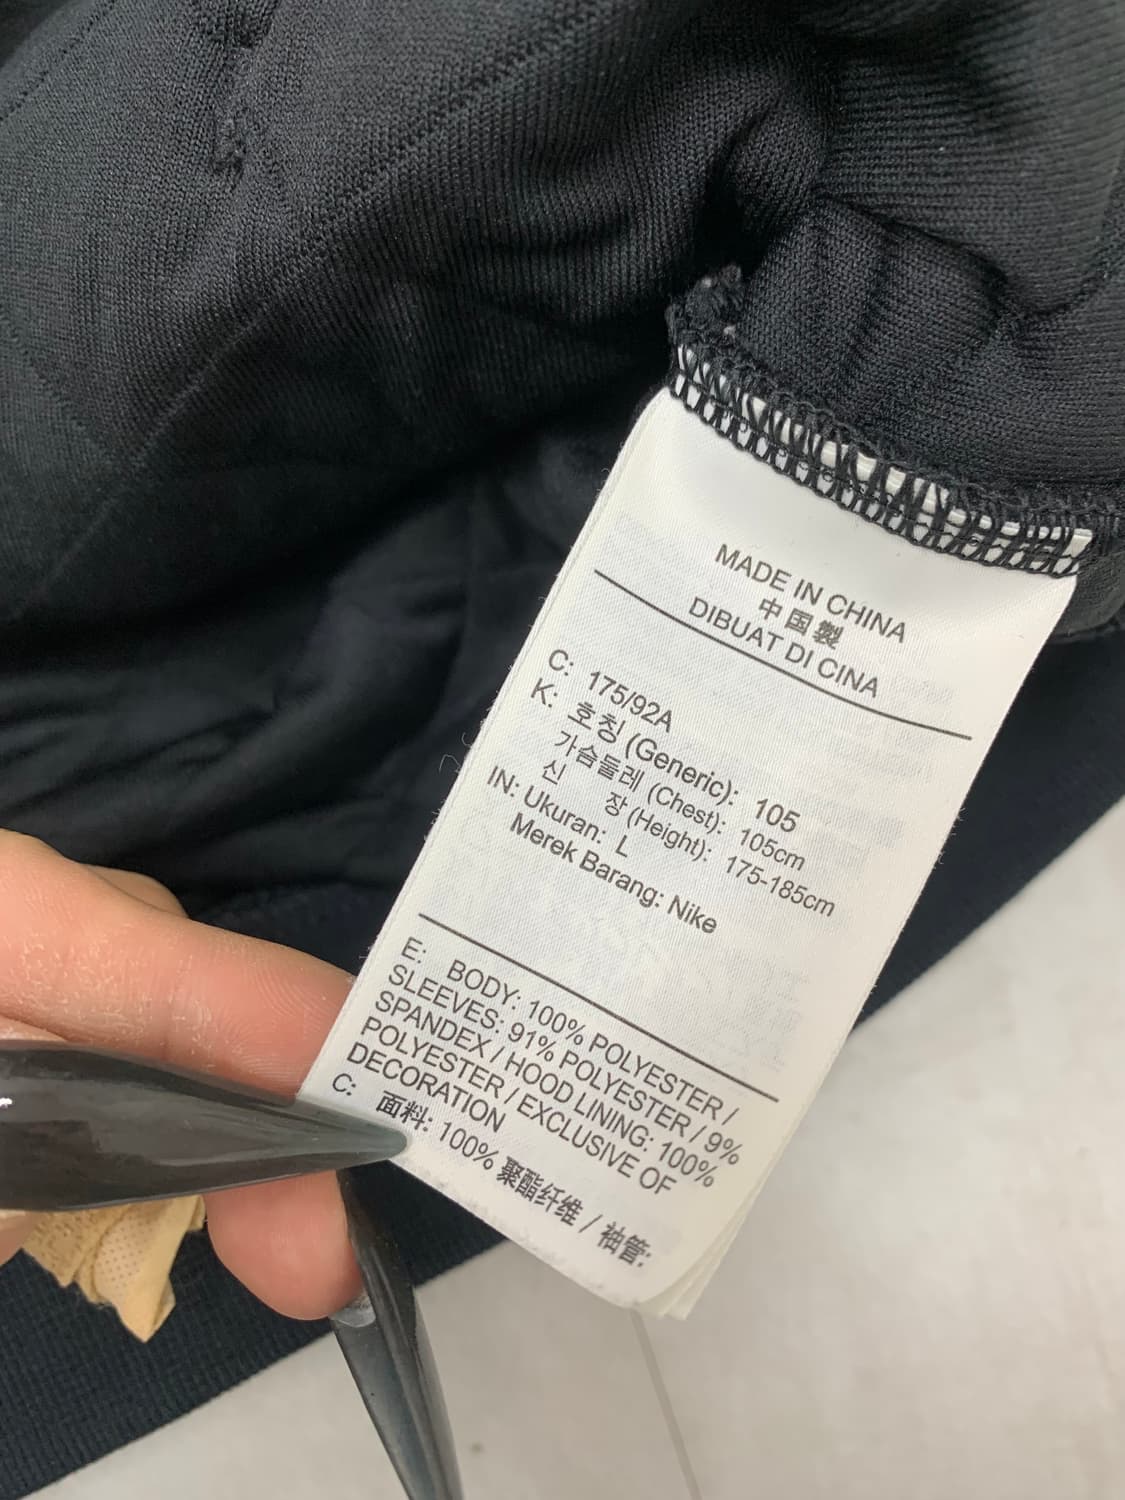 MADE IN CHINA
中国製
DIBUAT DI CINA
C: 175/92A
K: 호칭 (Generic): 105
가슴둘레 (Chest): 105cm
신 장 (Height): 175-185cm
IN: Ukuran: L
Merek Barang: Nike
E: BODY: 100% POLYESTER /
SLEEVES: 91% POLYESTER / 9%
SPANDEX / HOOD LINING: 100%
POLYESTER / EXCLUSIVE OF
DECORATION
C: 面料: 100% 聚酯纤维 / 袖管: